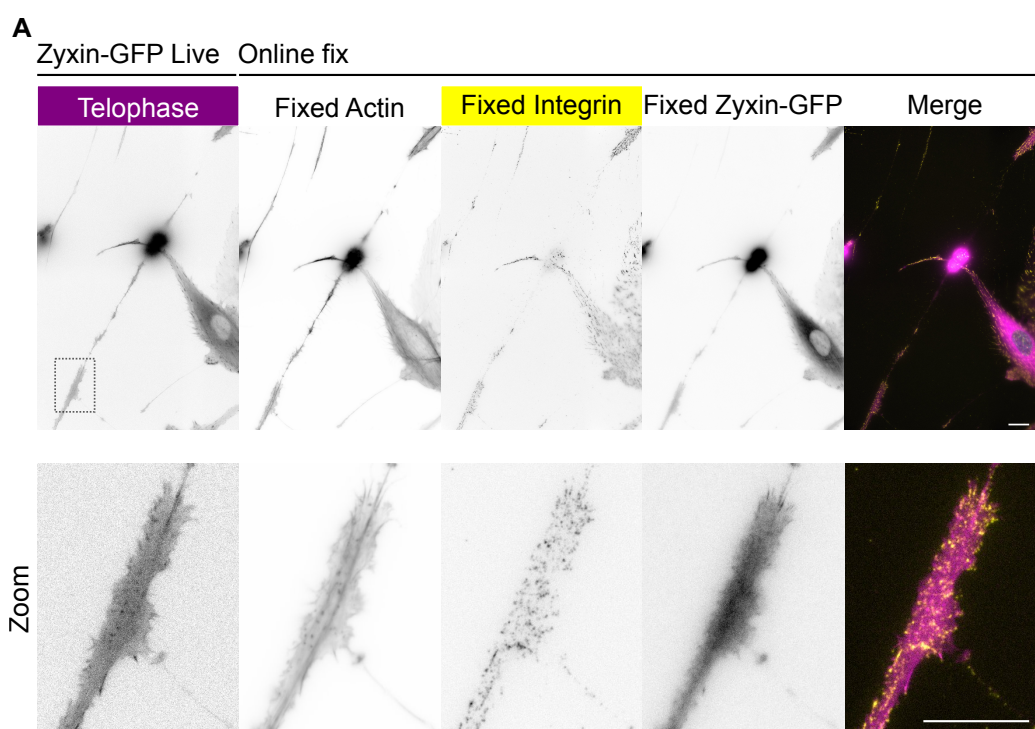 A
Zyxin-GFP Live Online fix
Telophase Fixed Actin Fixed Integrin Fixed Zyxin-GFP Merge
Zoom